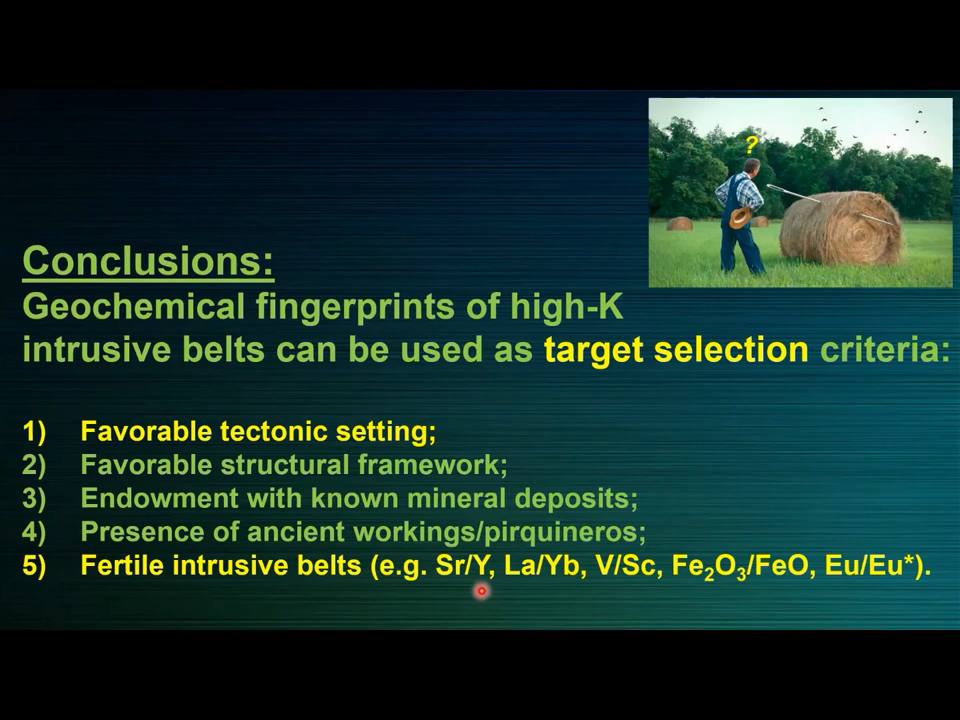 ?
Conclusions:
Geochemical fingerprints of high-K
intrusive belts can be used as target selection criteria:
1) Favorable tectonic setting;
2) Favorable structural framework;
3) Endowment with known mineral deposits;
4) Presence of ancient workings/pirquineros;
5) Fertile intrusive belts (e.g. Sr/Y, La/Yb, V/Sc, Fe₂O₃/FeO, Eu/Eu*).